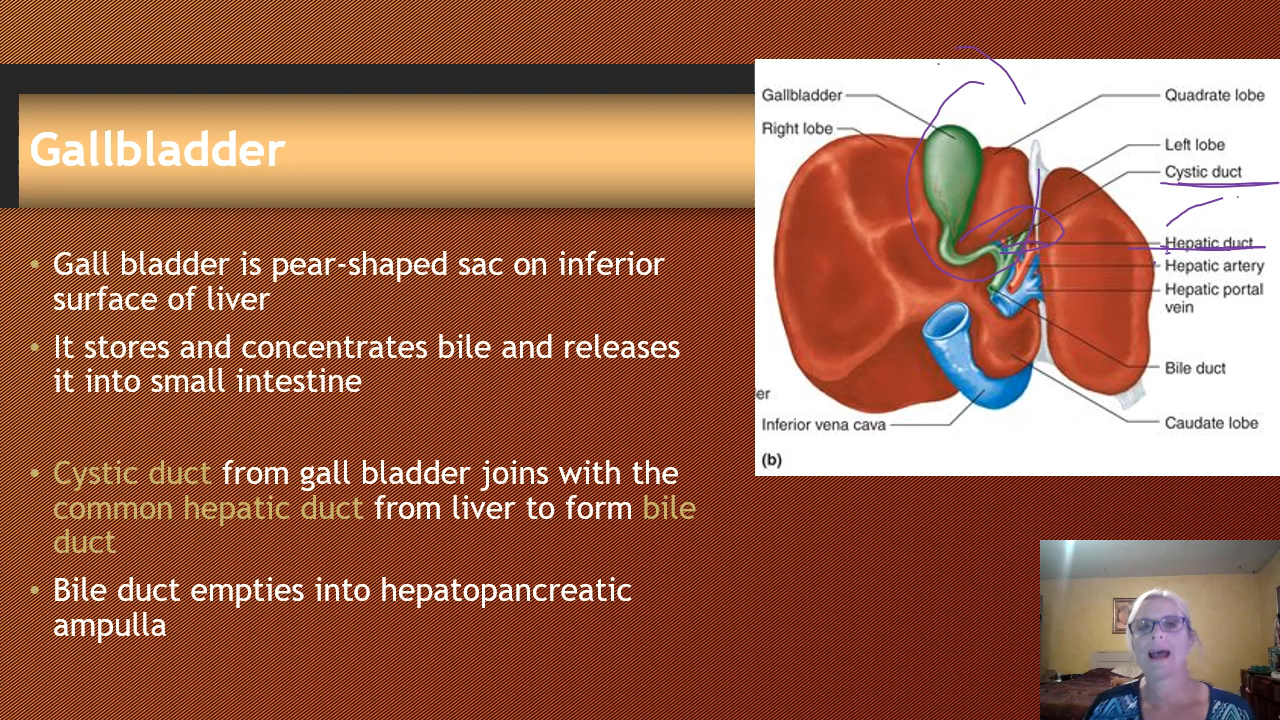 Gallbladder
• Gall bladder is pear-shaped sac on inferior
surface of liver
• It stores and concentrates bile and releases
it into small intestine
• Cystic duct from gall bladder joins with the
common hepatic duct from liver to form bile
duct
• Bile duct empties into hepatopancreatic
ampulla
Gallbladder
Right lobe
Quadrate lobe
Left lobe
Cystic duct
Hepatic duct
Hepatic artery
Hepatic portal
vein
Bile duct
Caudate lobe
er
Inferior vena cava
(b)